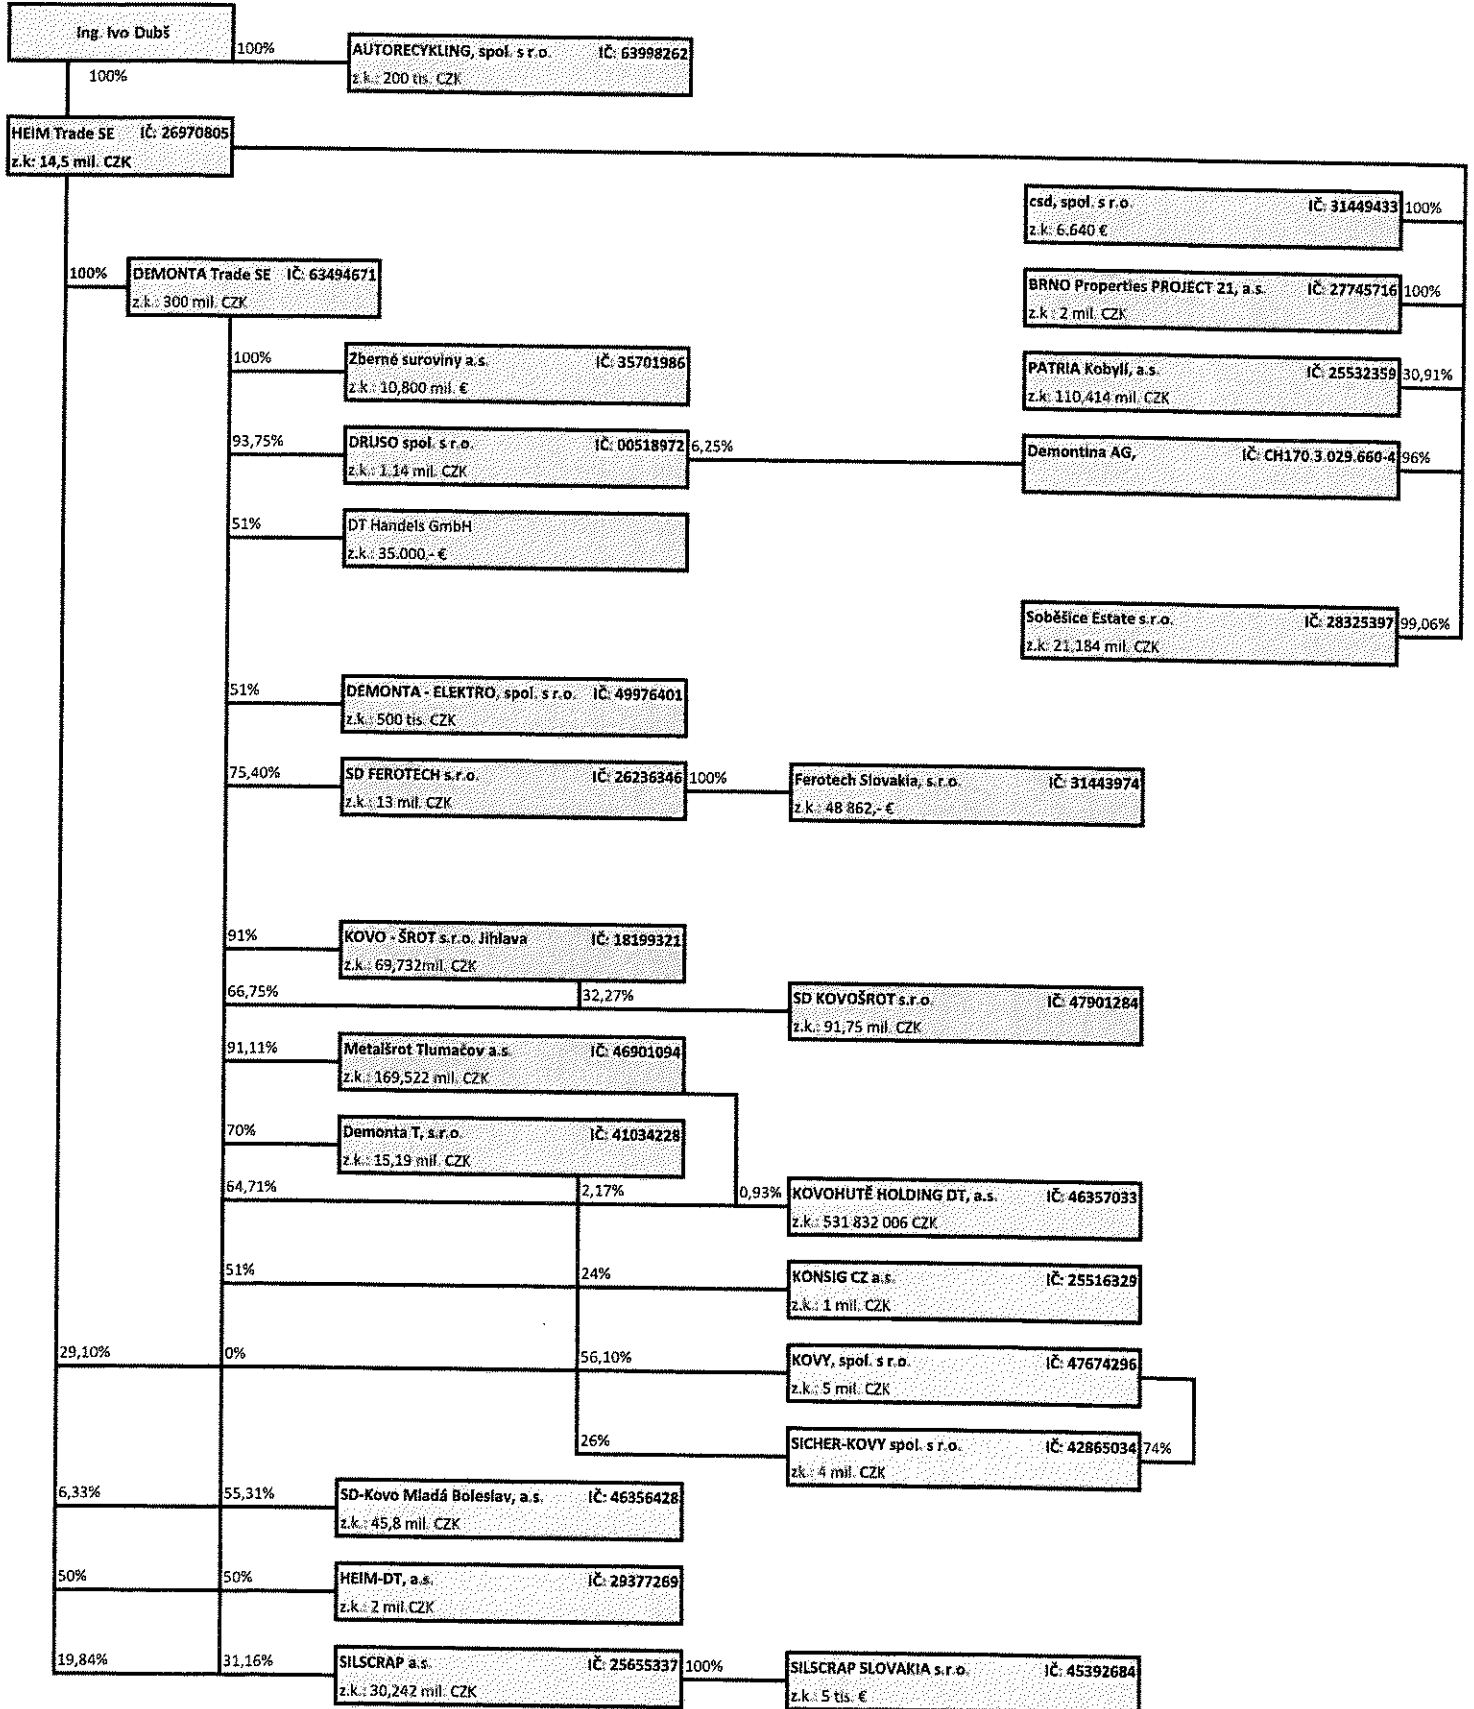 Ing. Ivo Dubš
100%
AUTORECYKLING, spol. s r.o. IČ: 63998262
z.k.: 200 tis. CZK
100%
HEIM Trade SE IČ: 26970805
z.k: 14,5 mil. CZK
csd, spol. s r.o. IČ: 31449433 100%
z.k: 6.640 €
100% DEMONTA Trade SE IČ: 63494671
z.k.: 300 mil. CZK
BRNO Properties PROJECT 21, a.s. IČ: 27745716 100%
z.k.: 2 mil. CZK
100% Zberné suroviny a.s. IČ: 35701986
z.k.: 10,800 mil. €
PATRIA Kobylí, a.s. IČ: 25532359 30,91%
z.k: 110,414 mil. CZK
93,75% DRUSO spol. s r.o. IČ: 00518972 6,25%
z.k.: 1,14 mil. CZK
Demontina AG, IČ: CH170.3.029.660-4 96%
51% DT Handels GmbH
z.k.: 35.000,- €
Soběšice Estate s.r.o. IČ: 28325397 99,06%
z.k: 21,184 mil. CZK
51% DEMONTA - ELEKTRO, spol. s r.o. IČ: 49976401
z.k.: 500 tis. CZK
75,40% SD FEROTECH s.r.o. IČ: 26236346 100%
z.k.: 13 mil. CZK
Ferotech Slovakia, s.r.o. IČ: 31443974
z.k.: 48 862,- €
91% KOVO - ŠROT s.r.o. Jihlava IČ: 18199321
z.k.: 69,732mil. CZK
66,75% 32,27% SD KOVOŠROT s.r.o. IČ: 47901284
z.k.: 91,75 mil. CZK
91,11% Metalšrot Tlumačov a.s. IČ: 46901094
z.k.: 169,522 mil. CZK
70% Demonta T, s.r.o. IČ: 41034228
z.k.: 15,19 mil. CZK
64,71% 2,17% 0,93% KOVOHUTĚ HOLDING DT, a.s. IČ: 46357033
z.k.: 531 832 006 CZK
51% 24% KONSIG CZ a.s. IČ: 25516329
z.k.: 1 mil. CZK
29,10% 0% 56,10% KOVY, spol. s r.o. IČ: 47674296
z.k.: 5 mil. CZK
26% SICHER-KOVY spol. s r.o. IČ: 42865034 74%
zk.: 4 mil. CZK
6,33% 55,31% SD-Kovo Mladá Boleslav, a.s. IČ: 46356428
z.k.: 45,8 mil. CZK
50% 50% HEIM-DT, a.s. IČ: 29377269
z.k.: 2 mil.CZK
19,84% 31,16% SILSCRAP a.s. IČ: 25655337 100%
z.k.: 30,242 mil. CZK
SILSCRAP SLOVAKIA s.r.o. IČ: 45392684
z.k.: 5 tis. €